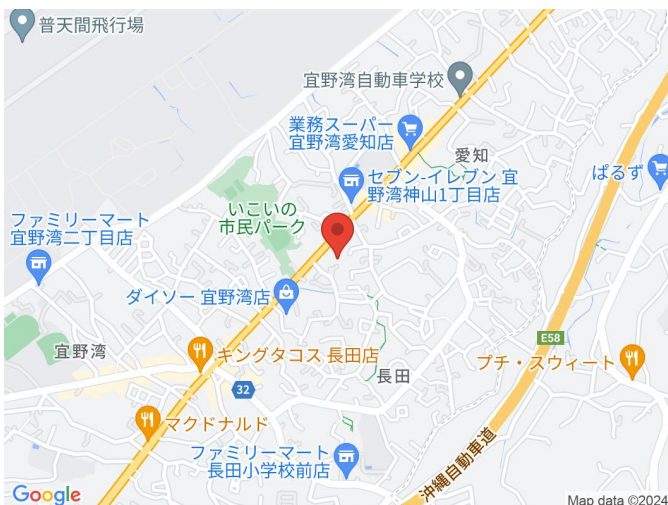 普天間飛行場
宜野湾自動車学校
業務スーパー
宜野湾愛知店
愛知
ぱるず
セブン-イレブン 宜
野湾神山1丁目店
いこいの
市民パーク
ファミリーマート
宜野湾二丁目店
ダイソー 宜野湾店
E58
宜野湾
キングタコス 長田店
プチ・スウィート
長田
32
マクドナルド
ファミリーマート
長田小学校前店
沖縄自動車道
Google
Map data ©2024